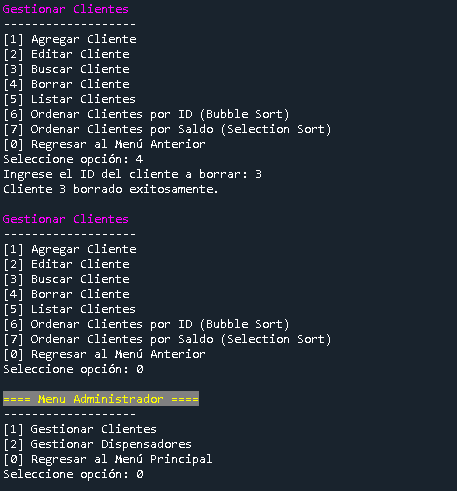 Gestionar Clientes
-------------------
[1] Agregar Cliente
[2] Editar Cliente
[3] Buscar Cliente
[4] Borrar Cliente
[5] Listar Clientes
[6] Ordenar Clientes por ID (Bubble Sort)
[7] Ordenar Clientes por Saldo (Selection Sort)
[0] Regresar al Menú Anterior
Seleccione opción: 4
Ingrese el ID del cliente a borrar: 3
Cliente 3 borrado exitosamente.
Gestionar Clientes
-------------------
[1] Agregar Cliente
[2] Editar Cliente
[3] Buscar Cliente
[4] Borrar Cliente
[5] Listar Clientes
[6] Ordenar Clientes por ID (Bubble Sort)
[7] Ordenar Clientes por Saldo (Selection Sort)
[0] Regresar al Menú Anterior
Seleccione opción: 0
==== Menu Administrador ====
-------------------
[1] Gestionar Clientes
[2] Gestionar Dispensadores
[0] Regresar al Menú Principal
Seleccione opción: 0